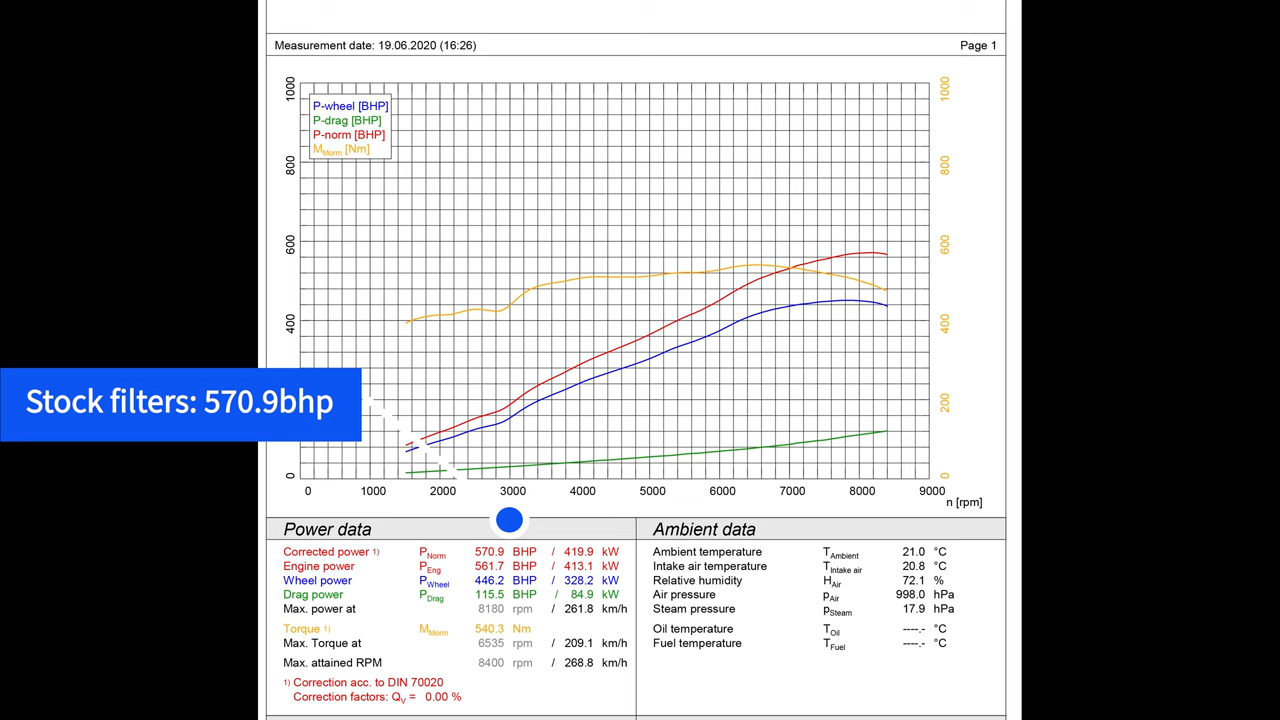 Measurement date: 19.06.2020 (16:26) Page 1
1000 1000
P-wheel [BHP]
P-drag [BHP]
P-norm [BHP]
MMorm [Nm]
800 800
600 600
400 400
Stock filters: 570.9bhp
200 200
0 0
0 1000 2000 3000 4000 5000 6000 7000 8000 9000
n [rpm]
Power data
Corrected power 1) PNorm 570.9 BHP / 419.9 kW
Engine power PEng 561.7 BHP / 413.1 kW
Wheel power PWheel 446.2 BHP / 328.2 kW
Drag power PDrag 115.5 BHP / 84.9 kW
Max. power at 8180 rpm / 261.8 km/h
Torque 1) MMorm 540.3 Nm
Max. Torque at 6535 rpm / 209.1 km/h
Max. attained RPM 8400 rpm / 268.8 km/h
1) Correction acc. to DIN 70020
Correction factors: QV = 0.00 %
Ambient data
Ambient temperature TAmbient 21.0 °C
Intake air temperature TIntake air 20.8 °C
Relative humidity HAir 72.1 %
Air pressure pAir 998.0 hPa
Steam pressure pSteam 17.9 hPa
Oil temperature TOil ----.- °C
Fuel temperature TFuel ----.- °C